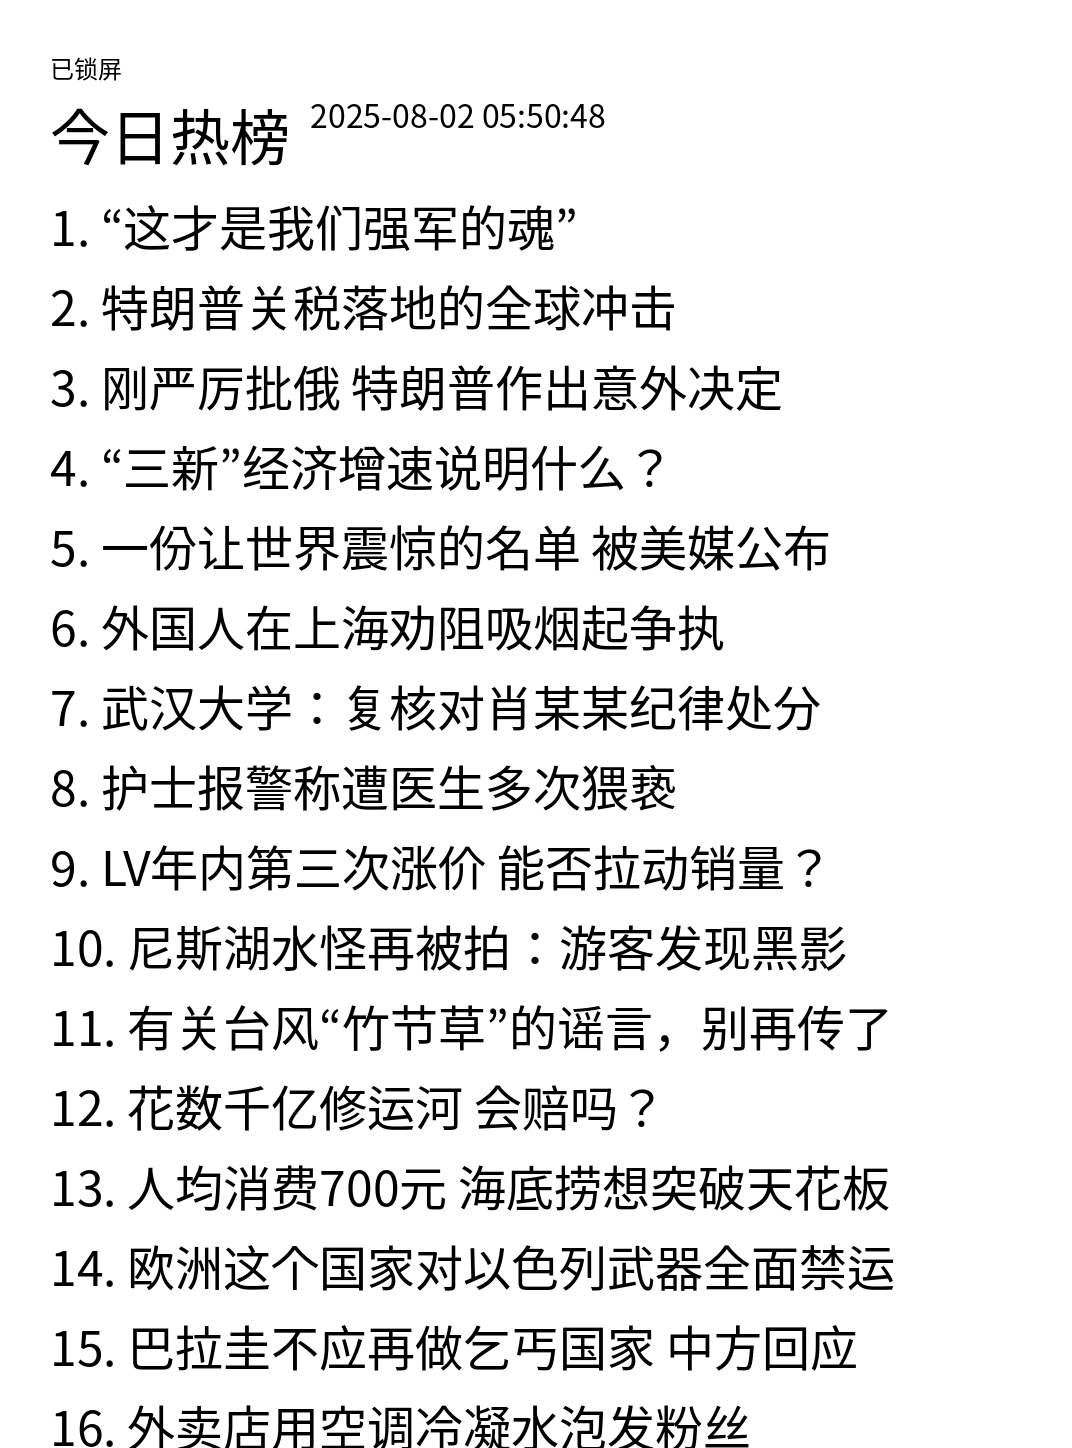 已锁屏
今日热榜 2025-08-02 05:50:48
1. “这才是我们强军的魂”
2. 特朗普关税落地的全球冲击
3. 刚严厉批俄 特朗普作出意外决定
4. “三新”经济增速说明什么？
5. 一份让世界震惊的名单 被美媒公布
6. 外国人在上海劝阻吸烟起争执
7. 武汉大学：复核对肖某某纪律处分
8. 护士报警称遭医生多次猥亵
9. LV年内第三次涨价 能否拉动销量？
10. 尼斯湖水怪再被拍：游客发现黑影
11. 有关台风“竹节草”的谣言，别再传了
12. 花数千亿修运河 会赔吗？
13. 人均消费700元 海底捞想突破天花板
14. 欧洲这个国家对以色列武器全面禁运
15. 巴拉圭不应再做乞丐国家 中方回应
16. 外卖店用空调冷凝水泡发粉丝